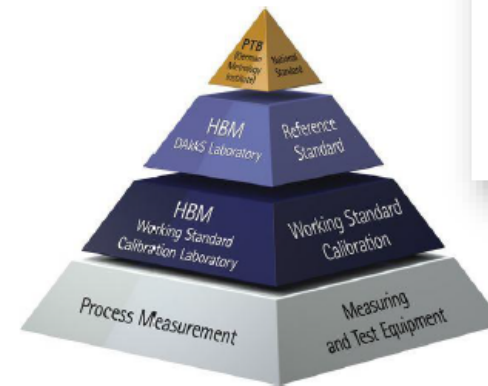 PTB
(German
Metrology
Institute)
National
Standard
HBM
DAkkS Laboratory
Reference
Standard
HBM
Working Standard
Calibration Laboratory
Working Standard
Calibration
Process Measurement
Measuring
and Test Equipment